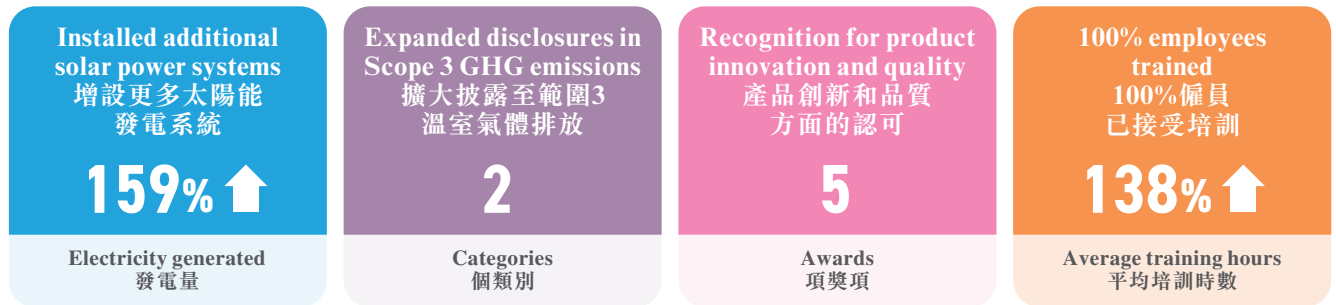 Installed additional
solar power systems
增設更多太陽能
發電系統
159%
Electricity generated
發電量
Expanded disclosures in
Scope 3 GHG emissions
擴大披露至範圍3
溫室氣體排放
2
Categories
個類別
Recognition for product
innovation and quality
產品創新和品質
方面的認可
5
Awards
項獎項
100% employees
trained
100%僱員
已接受培訓
138%
Average training hours
平均培訓時數